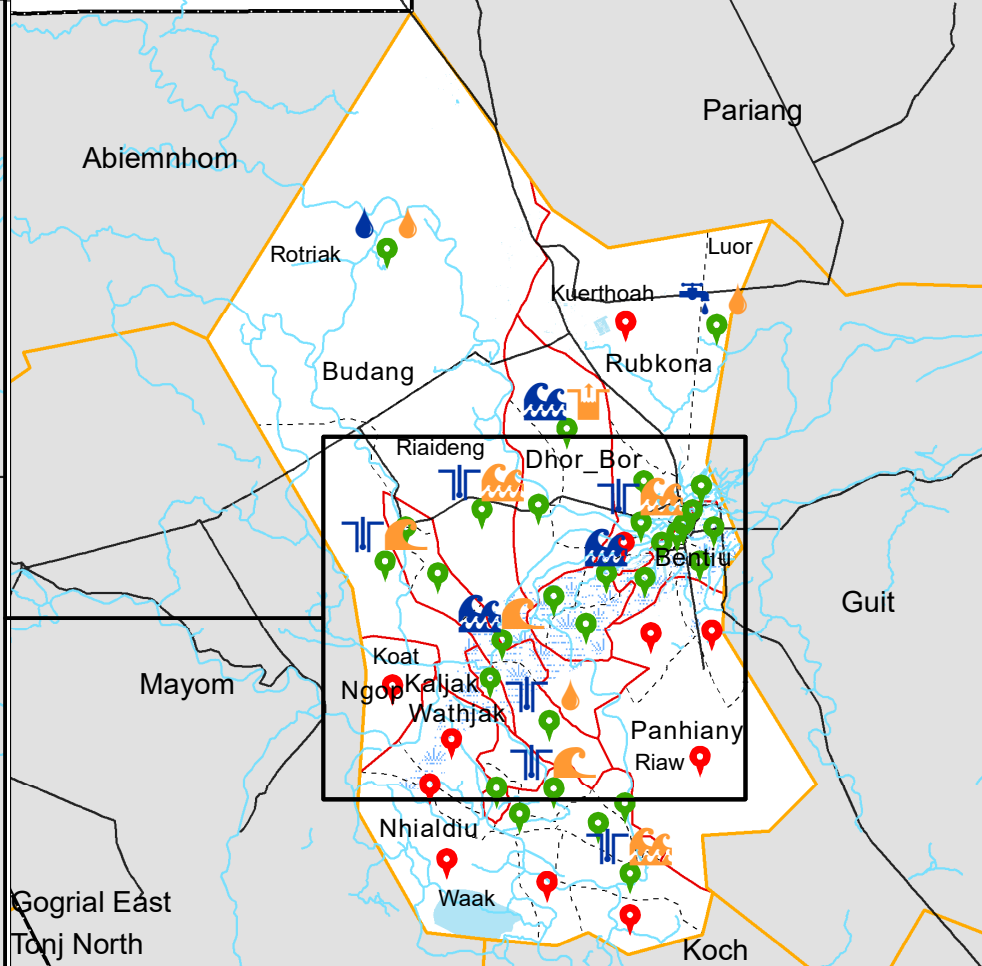 Pariang
Abiemnhom
Luor
Rotriak
Kuerthoah
Rubkona
Budang
Riaideng
Dhor_Bor
Bentiu
Guit
Koat
Mayom
Ngop
Kaljak
Wathjak
Panhiany
Riaw
Nhialdiu
Waak
Gogrial East
Tonj North
Koch